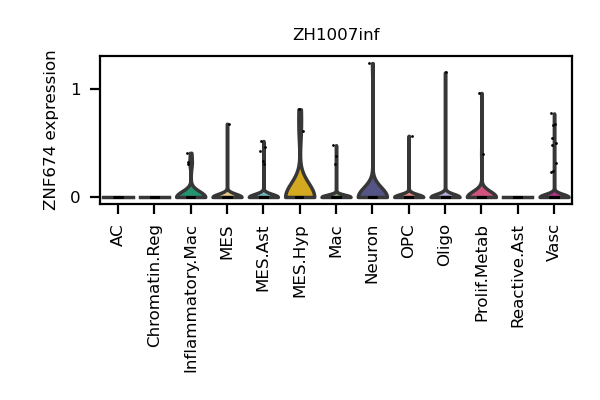 ZH1007inf
ZNF674 expression
1
0
AC
Chromatin.Reg
Inflammatory.Mac
MES
MES.Ast
MES.Hyp
Mac
Neuron
OPC
Oligo
Prolif.Metab
Reactive.Ast
Vasc